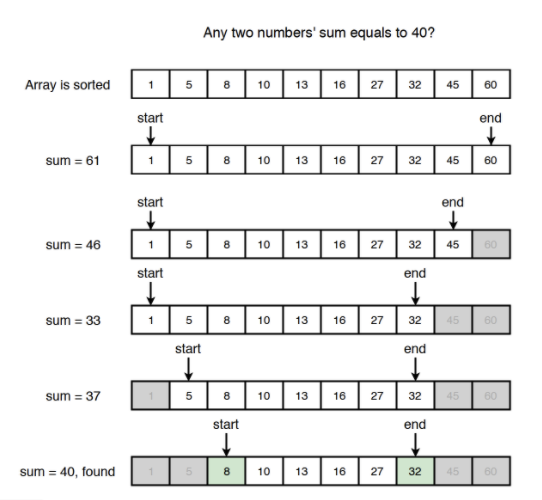 Any two numbers' sum equals to 40?
Array is sorted 1 5 8 10 13 16 27 32 45 60
start end
sum = 61 1 5 8 10 13 16 27 32 45 60
start end
sum = 46 1 5 8 10 13 16 27 32 45 60
start end
sum = 33 1 5 8 10 13 16 27 32 45 60
start end
sum = 37 1 5 8 10 13 16 27 32 45 60
start end
sum = 40, found 1 5 8 10 13 16 27 32 45 60